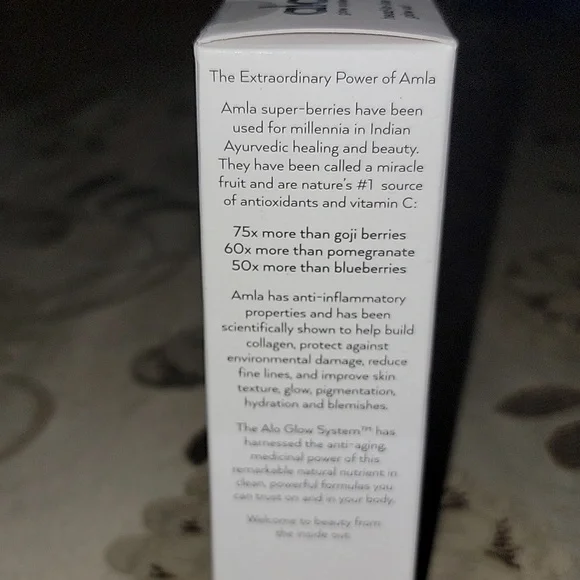 The Extraordinary Power of Amla
Amla super-berries have been
used for millennia in Indian
Ayurvedic healing and beauty.
They have been called a miracle
fruit and are nature's #1 source
of antioxidants and vitamin C:
75x more than goji berries
60x more than pomegranate
50x more than blueberries
Amla has anti-inflammatory
properties and has been
scientifically shown to help build
collagen, protect against
environmental damage, reduce
fine lines, and improve skin
texture, glow, pigmentation,
hydration and blemishes.
The Alo Glow System™ has
harnessed the anti-aging,
medicinal power of this
remarkable natural nutrient in
clean, powerful formulas you
can trust on and in your body.
Welcome to beauty from
the inside out